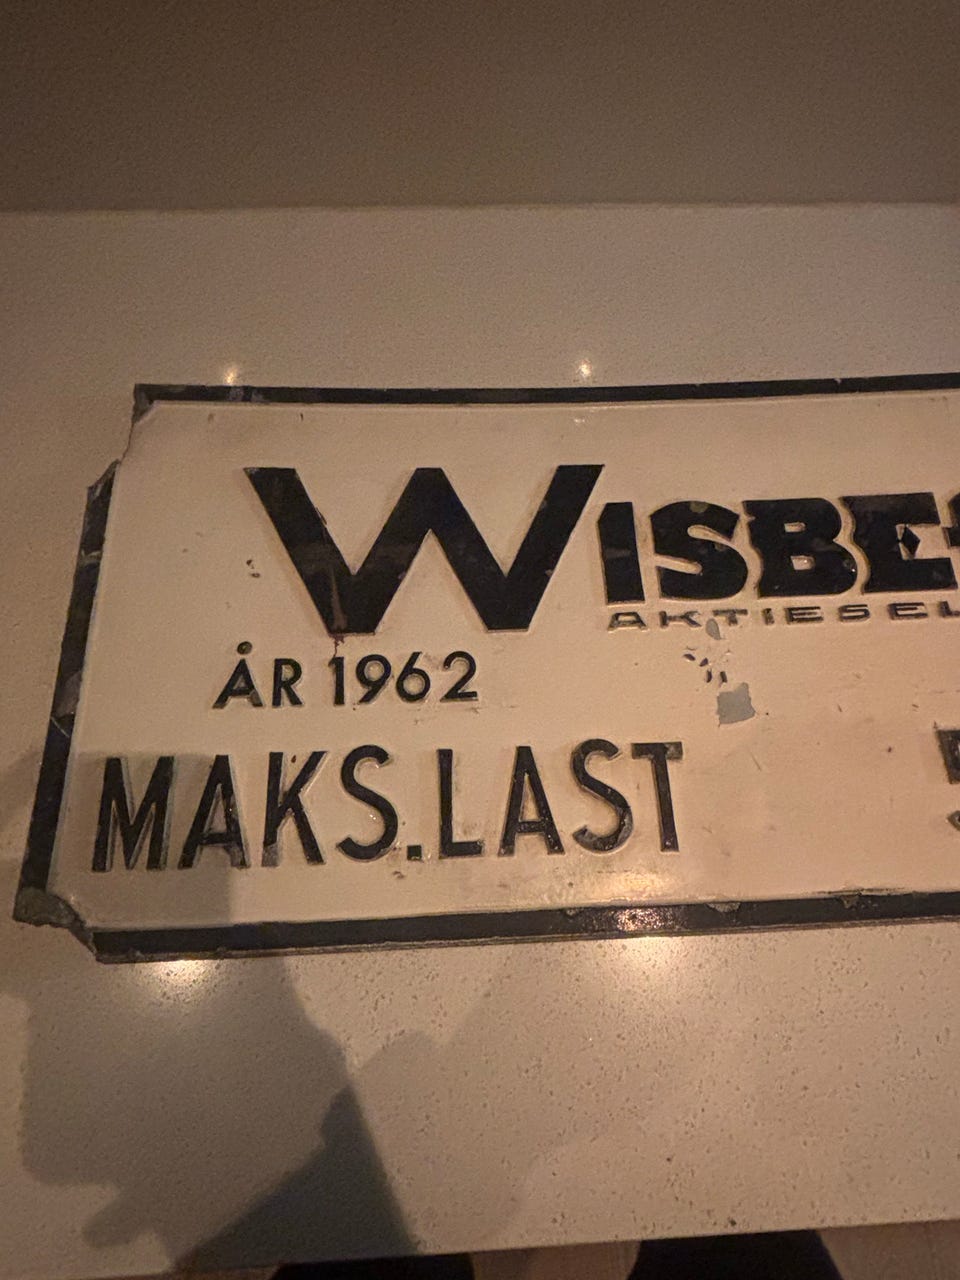 WISBE
AKTIESEL
ÅR 1962
MAKS.LAST